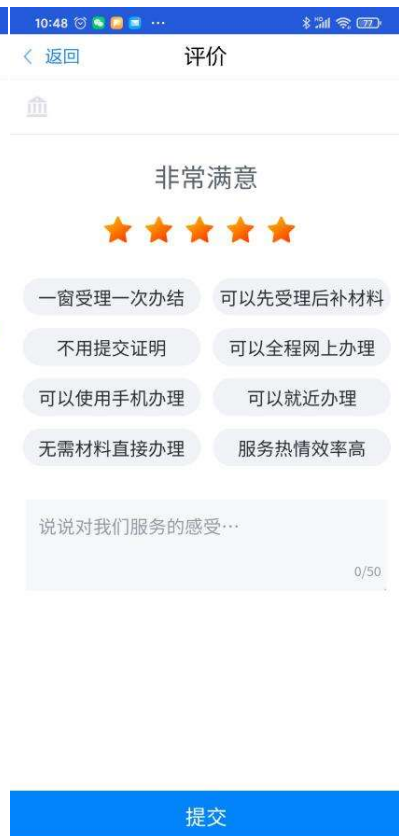 10:48 ··· HD 77
返回 评价
非常满意
一窗受理一次办结 可以先受理后补材料
不用提交证明 可以全程网上办理
可以使用手机办理 可以就近办理
无需材料直接办理 服务热情效率高
说说对我们服务的感受···
0/50
提交